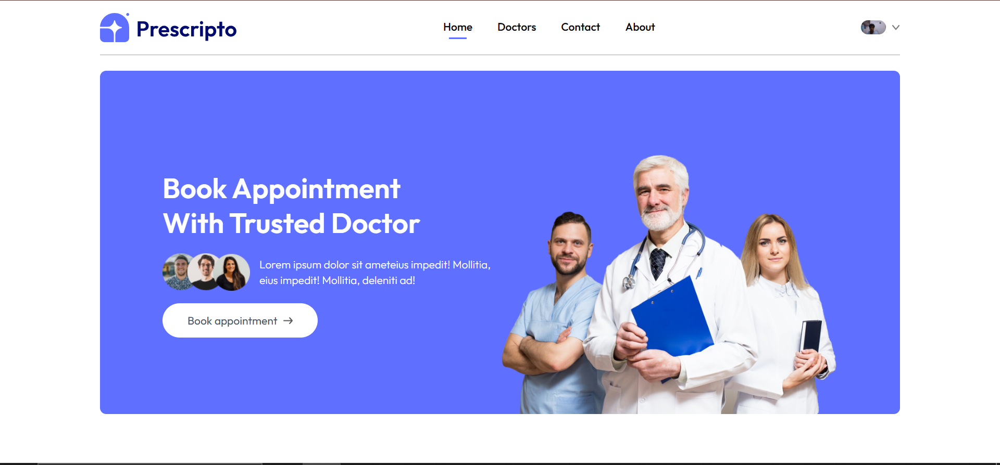 Prescripto
Home Doctors Contact About
Book Appointment
With Trusted Doctor
Lorem ipsum dolor sit ameteius impedit! Mollitia,
eius impedit! Mollitia, deleniti ad!
Book appointment →